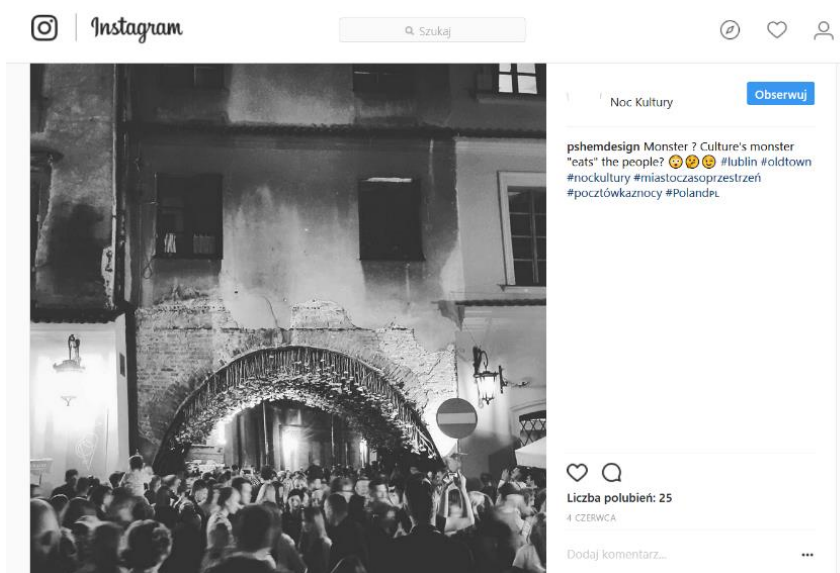 Instagram
Szukaj
Noc Kultury
Obserwuj
pshemdesign Monster ? Culture's monster
"eats" the people? 😲🤣😉 #lublin #oldtown
#nockultury #miastoczasoprzestrzeń
#pocztówkaznocy #PolandPL
Liczba polubień: 25
4 CZERWCA
Dodaj komentarz...